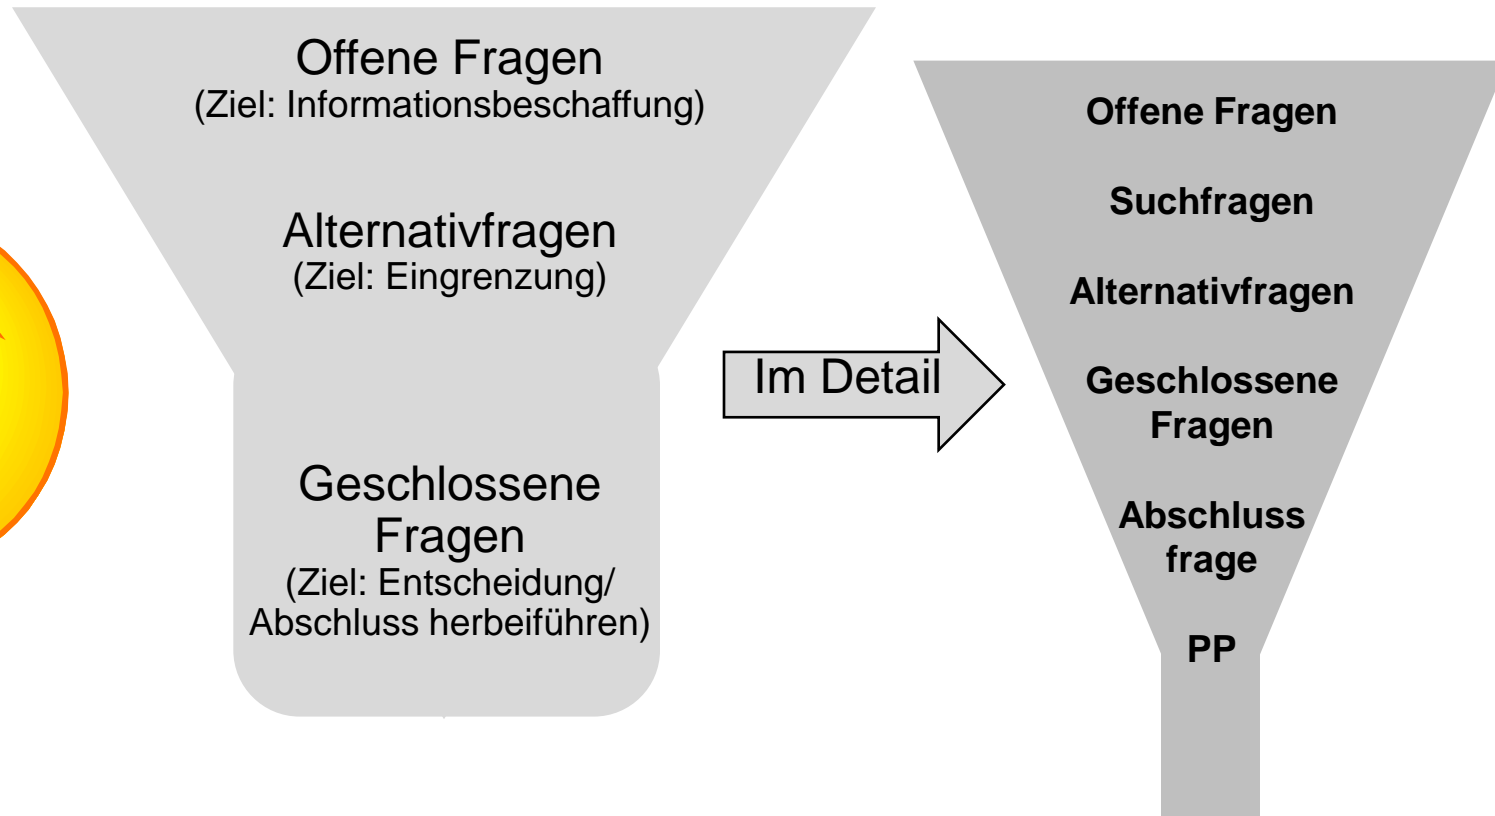 Offene Fragen
(Ziel: Informationsbeschaffung)
Alternativfragen
(Ziel: Eingrenzung)
Geschlossene
Fragen
(Ziel: Entscheidung/
Abschluss herbeiführen)
Im Detail
Offene Fragen
Suchfragen
Alternativfragen
Geschlossene
Fragen
Abschluss
frage
PP